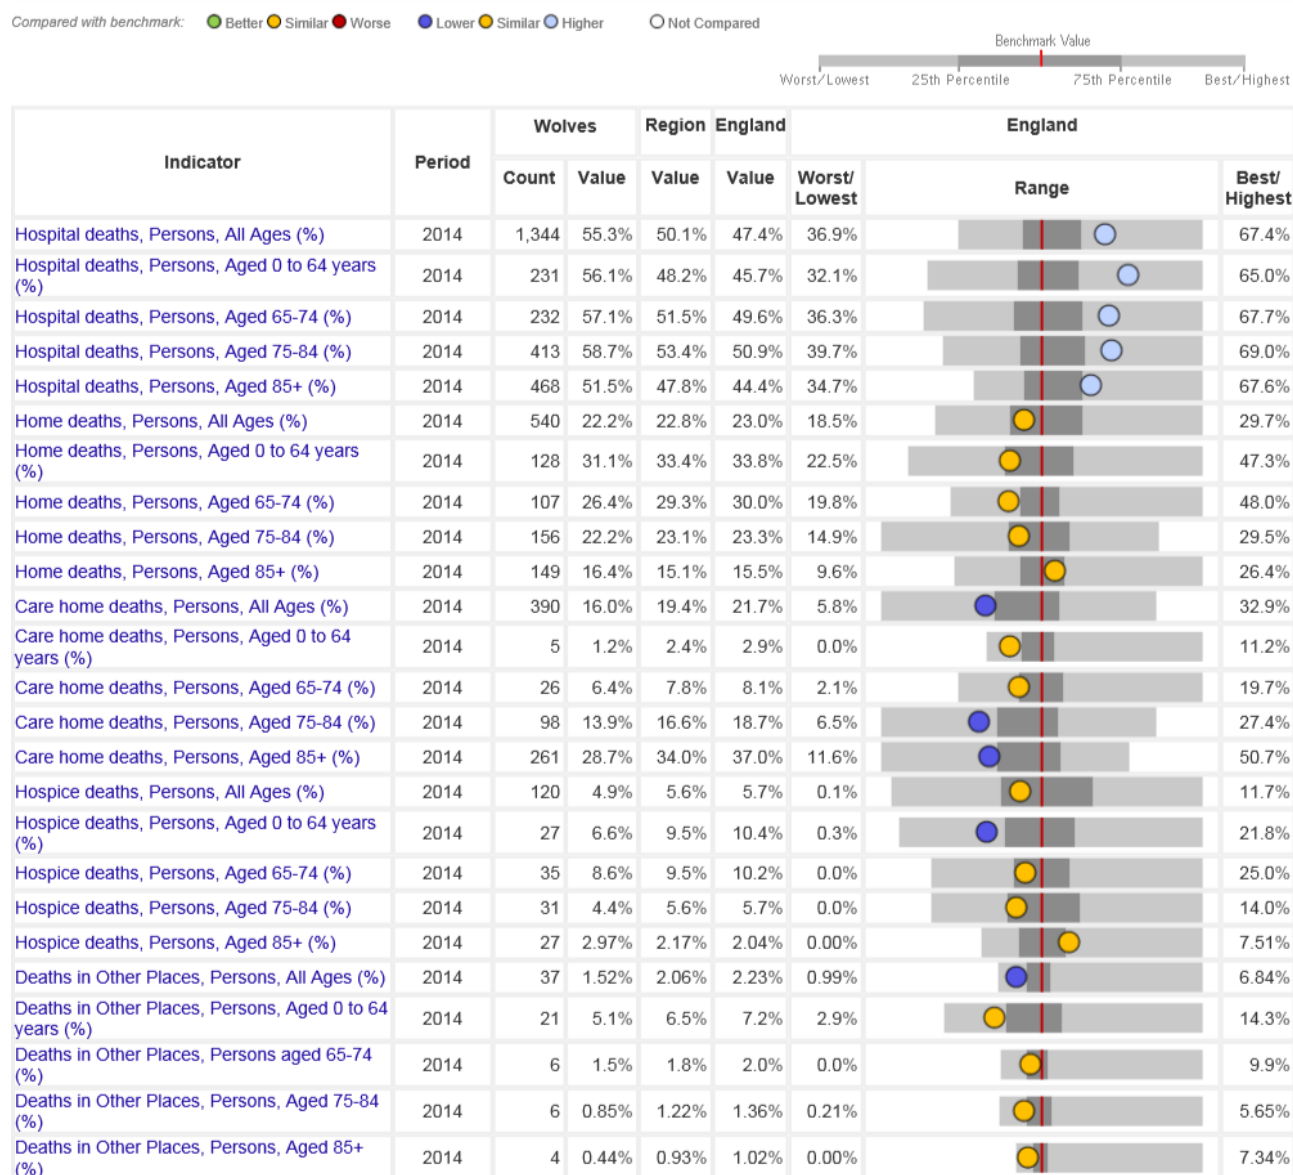 Compared with benchmark: Better Similar Worse Lower Similar Higher Not Compared
Benchmark Value
Worst/Lowest 25th Percentile 75th Percentile Best/Highest
Indicator Period Wolves Region England England
Count Value Value Value Worst/ Lowest Range Best/ Highest
Hospital deaths, Persons, All Ages (%) 2014 1,344 55.3% 50.1% 47.4% 36.9% 67.4%
Hospital deaths, Persons, Aged 0 to 64 years
(%) 2014 231 56.1% 48.2% 45.7% 32.1% 65.0%
Hospital deaths, Persons, Aged 65-74 (%) 2014 232 57.1% 51.5% 49.6% 36.3% 67.7%
Hospital deaths, Persons, Aged 75-84 (%) 2014 413 58.7% 53.4% 50.9% 39.7% 69.0%
Hospital deaths, Persons, Aged 85+ (%) 2014 468 51.5% 47.8% 44.4% 34.7% 67.6%
Home deaths, Persons, All Ages (%) 2014 540 22.2% 22.8% 23.0% 18.5% 29.7%
Home deaths, Persons, Aged 0 to 64 years
(%) 2014 128 31.1% 33.4% 33.8% 22.5% 47.3%
Home deaths, Persons, Aged 65-74 (%) 2014 107 26.4% 29.3% 30.0% 19.8% 48.0%
Home deaths, Persons, Aged 75-84 (%) 2014 156 22.2% 23.1% 23.3% 14.9% 29.5%
Home deaths, Persons, Aged 85+ (%) 2014 149 16.4% 15.1% 15.5% 9.6% 26.4%
Care home deaths, Persons, All Ages (%) 2014 390 16.0% 19.4% 21.7% 5.8% 32.9%
Care home deaths, Persons, Aged 0 to 64
years (%) 2014 5 1.2% 2.4% 2.9% 0.0% 11.2%
Care home deaths, Persons, Aged 65-74 (%) 2014 26 6.4% 7.8% 8.1% 2.1% 19.7%
Care home deaths, Persons, Aged 75-84 (%) 2014 98 13.9% 16.6% 18.7% 6.5% 27.4%
Care home deaths, Persons, Aged 85+ (%) 2014 261 28.7% 34.0% 37.0% 11.6% 50.7%
Hospice deaths, Persons, All Ages (%) 2014 120 4.9% 5.6% 5.7% 0.1% 11.7%
Hospice deaths, Persons, Aged 0 to 64 years
(%) 2014 27 6.6% 9.5% 10.4% 0.3% 21.8%
Hospice deaths, Persons, Aged 65-74 (%) 2014 35 8.6% 9.5% 10.2% 0.0% 25.0%
Hospice deaths, Persons, Aged 75-84 (%) 2014 31 4.4% 5.6% 5.7% 0.0% 14.0%
Hospice deaths, Persons, Aged 85+ (%) 2014 27 2.97% 2.17% 2.04% 0.00% 7.51%
Deaths in Other Places, Persons, All Ages (%) 2014 37 1.52% 2.06% 2.23% 0.99% 6.84%
Deaths in Other Places, Persons, Aged 0 to 64
years (%) 2014 21 5.1% 6.5% 7.2% 2.9% 14.3%
Deaths in Other Places, Persons aged 65-74
(%) 2014 6 1.5% 1.8% 2.0% 0.0% 9.9%
Deaths in Other Places, Persons, Aged 75-84
(%) 2014 6 0.85% 1.22% 1.36% 0.21% 5.65%
Deaths in Other Places, Persons, Aged 85+
(%) 2014 4 0.44% 0.93% 1.02% 0.00% 7.34%